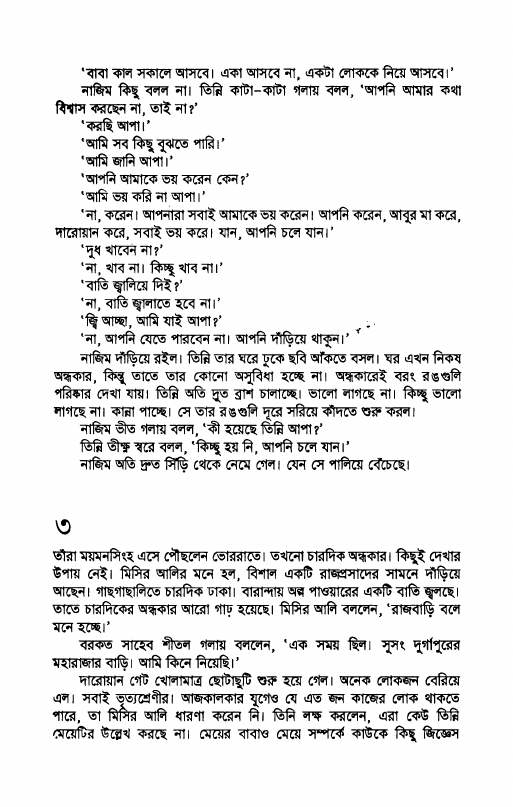 ‘বাবা কাল সকালে আসবে। একা আসবে না, একটা লোককে নিয়ে আসবে।’
নাজিম কিছু বলল না। তিন্নি কাটা–কাটা গলায় বলল, ‘আপনি আমার কথা
বিশ্বাস করছেন না, তাই না?’
‘করছি আপা।’
‘আমি সব কিছু বুঝতে পারি।’
‘আমি জানি আপা।’
‘আপনি আমাকে ভয় করেন কেন?’
‘আমি ভয় করি না আপা।’
‘না, করেন। আপনারা সবাই আমাকে ভয় করেন। আপনি করেন, আবুর মা করে,
দারোয়ান করে, সবাই ভয় করে। যান, আপনি চলে যান।’
‘দুধ খাবেন না?’
‘না, খাব না। কিচ্ছু খাব না।’
‘বাতি জ্বালিয়ে দিই?’
‘না, বাতি জ্বালাতে হবে না।’
‘জ্বি আচ্ছা, আমি যাই আপা?’
‘না, আপনি যেতে পারবেন না। আপনি দাঁড়িয়ে থাকুন।’
নাজিম দাঁড়িয়ে রইল। তিন্নি তার ঘরে ঢুকে ছবি আঁকতে বসল। ঘর এখন নিকষ
অন্ধকার, কিন্তু তাতে তার কোনো অসুবিধা হচ্ছে না। অন্ধকারেই বরং রঙগুলি
পরিষ্কার দেখা যায়। তিন্নি অতি দ্রুত ব্রাশ চালাচ্ছে। ভালো লাগছে না। কিচ্ছু ভালো
লাগছে না। কান্না পাচ্ছে। সে তার রঙগুলি দূরে সরিয়ে কাঁদতে শুরু করল।
নাজিম ভীত গলায় বলল, ‘কী হয়েছে তিন্নি আপা?’
তিন্নি তীক্ষ্ণ স্বরে বলল, ‘কিচ্ছু হয় নি, আপনি চলে যান।’
নাজিম অতি দ্রুত সিঁড়ি থেকে নেমে গেল। যেন সে পালিয়ে বেঁচেছে।
৩
তাঁরা ময়মনসিংহ এসে পৌঁছলেন ভোররাতে। তখনো চারদিক অন্ধকার। কিছুই দেখার
উপায় নেই। মিসির আলির মনে হল, বিশাল একটি রাজপ্রসাদের সামনে দাঁড়িয়ে
আছেন। গাছগাছালিতে চারদিক ঢাকা। বারান্দায় অল্প পাওয়ারের একটি বাতি জ্বলছে।
তাতে চারদিকের অন্ধকার আরো গাঢ় হয়েছে। মিসির আলি বললেন, ‘রাজবাড়ি বলে
মনে হচ্ছে।’
বরকত সাহেব শীতল গলায় বললেন, ‘এক সময় ছিল। সুসং দুর্গাপুরের
মহারাজার বাড়ি। আমি কিনে নিয়েছি।’
দারোয়ান গেট খোলামাত্র ছোটাছুটি শুরু হয়ে গেল। অনেক লোকজন বেরিয়ে
এল। সবাই ভৃত্যশ্রেণীর। আজকালকার যুগেও যে এত জন কাজের লোক থাকতে
পারে, তা মিসির আলি ধারণা করেন নি। তিনি লক্ষ করলেন, এরা কেউ তিন্নি
মেয়েটির উল্লেখ করছে না। মেয়ের বাবাও মেয়ে সম্পর্কে কাউকে কিছু জিজ্ঞেস